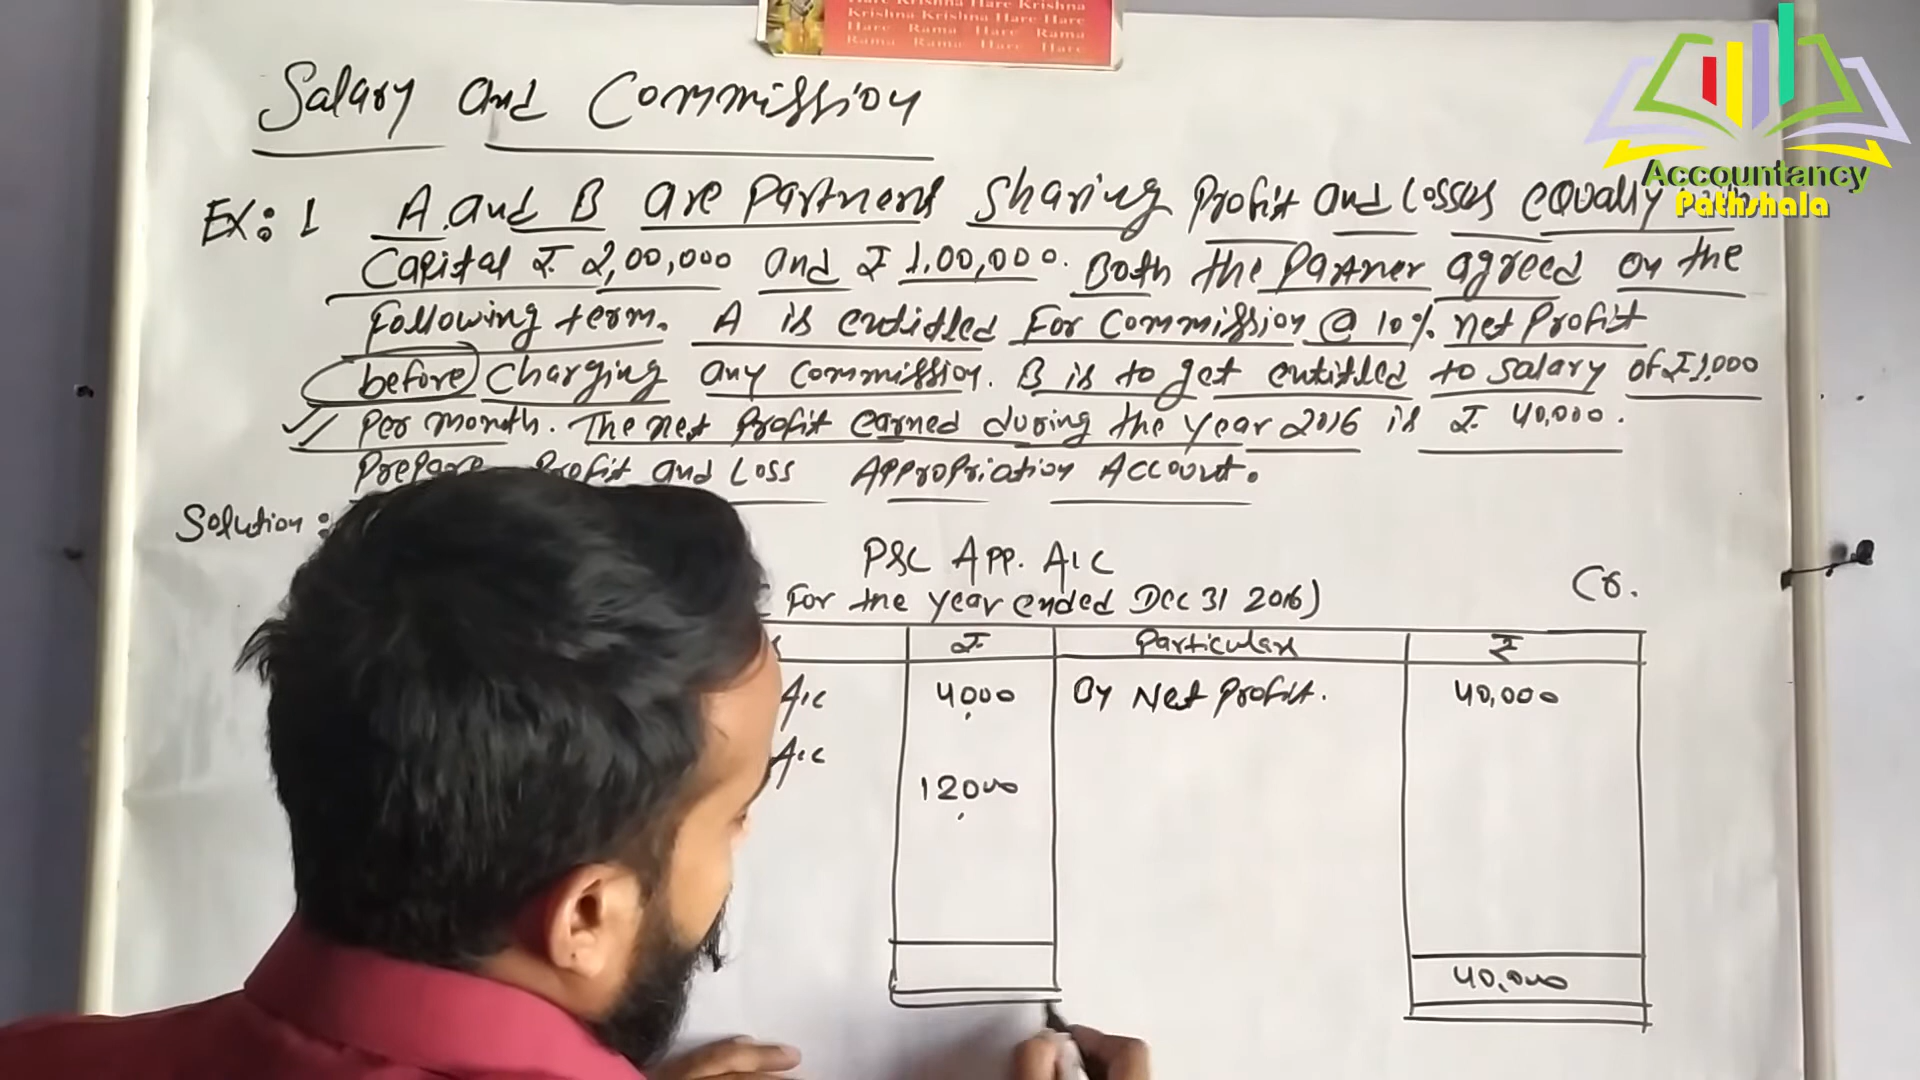 Hare Krishna Hare Krishna
Krishna Krishna Hare Hare
Hare Rama Hare Rama
Rama Rama Hare Hare
Accountancy
Pathshala
Salary and Commission
Ex: 1 A and B are Partners Sharing Profit and Losses equally
Capital ₹ 2,00,000 and ₹ 1,00,000. Both the Partner agreed on the
following term. A is entitled For Commission @ 10% net Profit
before charging any commission. B is to get entitled to salary of ₹ 1,000
Per month. The net Profit earned during the year 2016 is ₹ 40,000.
Prepare Profit and Loss Appropriation Account.
Solution:
P&L App. A/C
Cr.
For the year ended Dec 31 2016)
₹ Particulars ₹
A/C 4000 By Net Profit. 40,000
A/C
12000
40,000